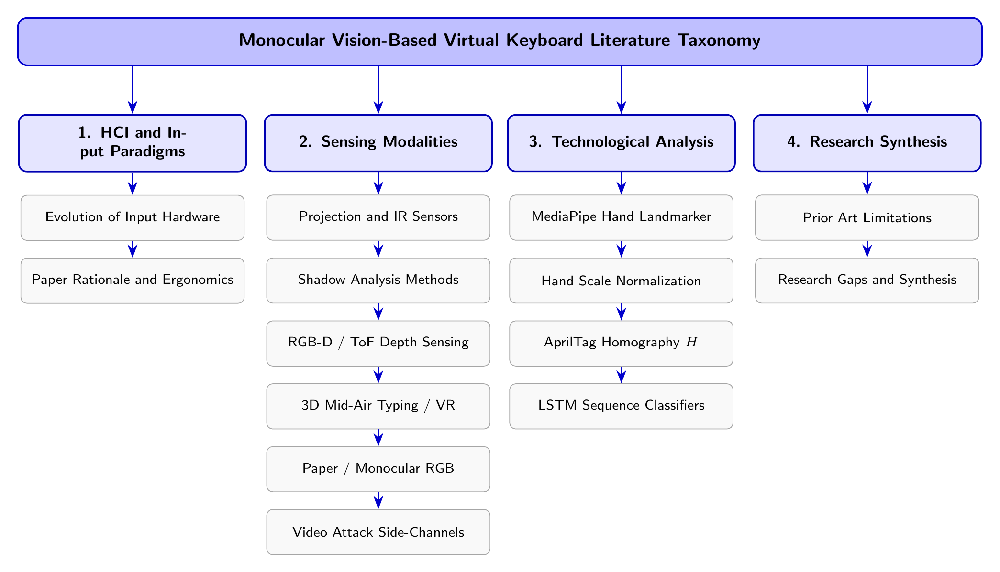 Monocular Vision-Based Virtual Keyboard Literature Taxonomy
1. HCI and In-
put Paradigms
Evolution of Input Hardware
Paper Rationale and Ergonomics
2. Sensing Modalities
Projection and IR Sensors
Shadow Analysis Methods
RGB-D / ToF Depth Sensing
3D Mid-Air Typing / VR
Paper / Monocular RGB
Video Attack Side-Channels
3. Technological Analysis
MediaPipe Hand Landmarker
Hand Scale Normalization
AprilTag Homography H
LSTM Sequence Classifiers
4. Research Synthesis
Prior Art Limitations
Research Gaps and Synthesis